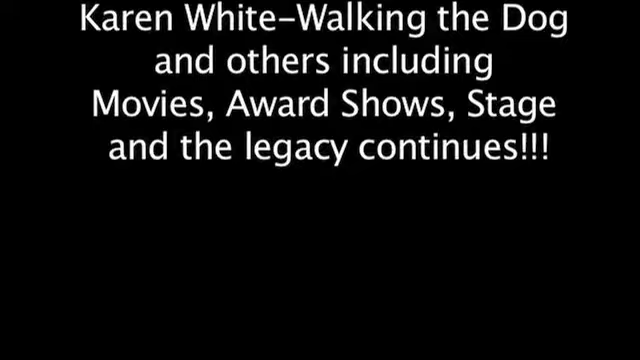 Karen White-Walking the Dog
and others including
Movies, Award Shows, Stage
and the legacy continues!!!